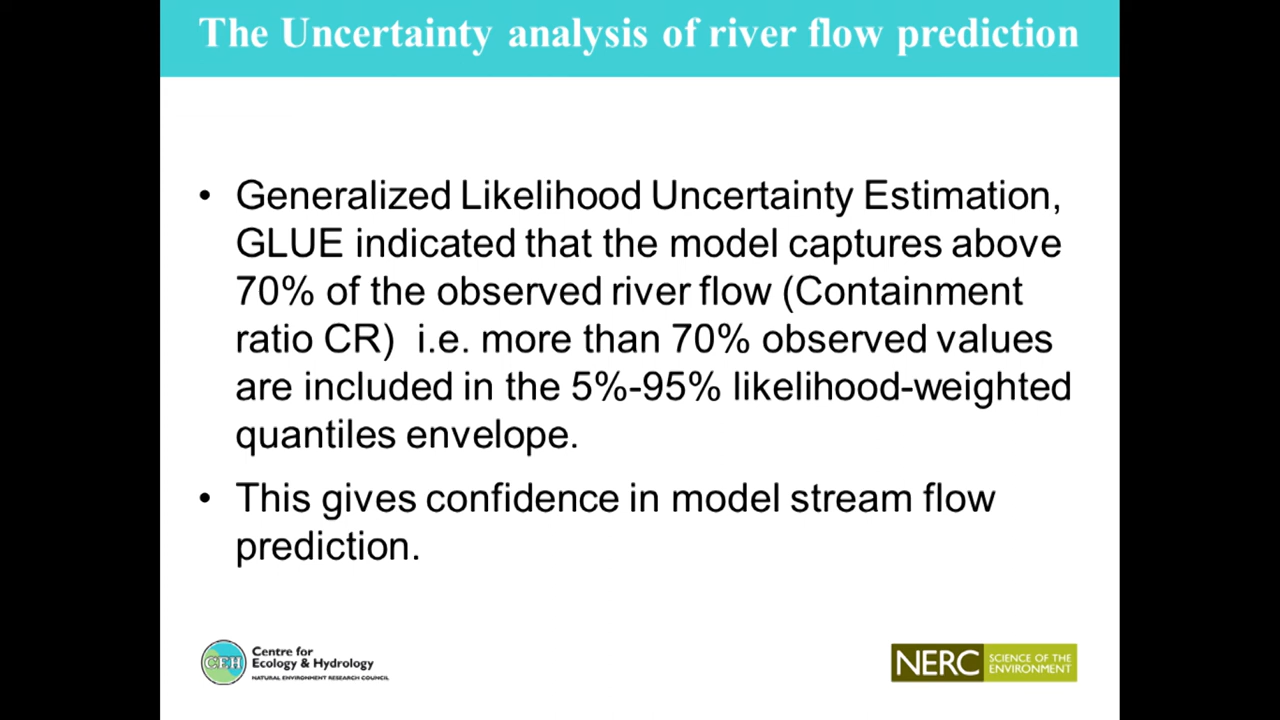 The Uncertainty analysis of river flow prediction
• Generalized Likelihood Uncertainty Estimation,
GLUE indicated that the model captures above
70% of the observed river flow (Containment
ratio CR)  i.e. more than 70% observed values
are included in the 5%-95% likelihood-weighted
quantiles envelope.
• This gives confidence in model stream flow
prediction.
CEH
Centre for
Ecology & Hydrology
NATURAL ENVIRONMENT RESEARCH COUNCIL
NERC
SCIENCE OF THE
ENVIRONMENT